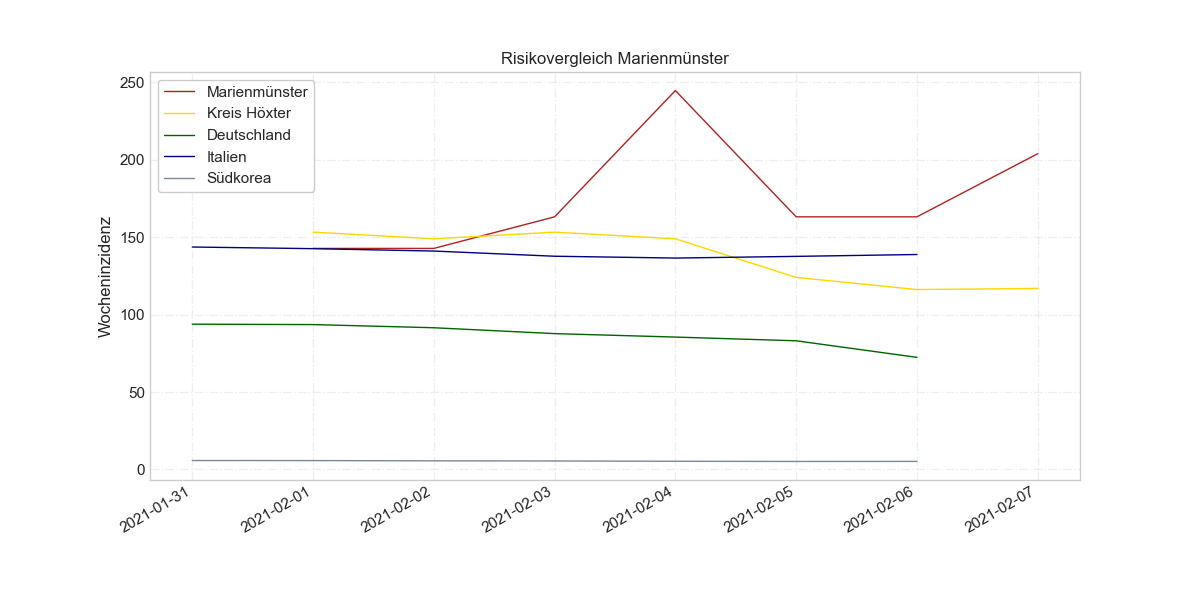 Risikovergleich Marienmünster
Wocheninzidenz
250
200
150
100
50
0
Marienmünster
Kreis Höxter
Deutschland
Italien
Südkorea
2021-01-31
2021-02-01
2021-02-02
2021-02-03
2021-02-04
2021-02-05
2021-02-06
2021-02-07